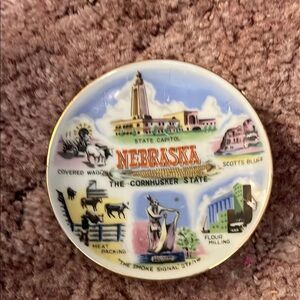 STATE CAPITOL
NEBRASKA
COVERED WAGON
SCOTTS BLUFF
THE CORNHUSKER STATE
MEAT
PACKING
FLOUR
MILLING
"THE SMOKE SIGNAL STATE"